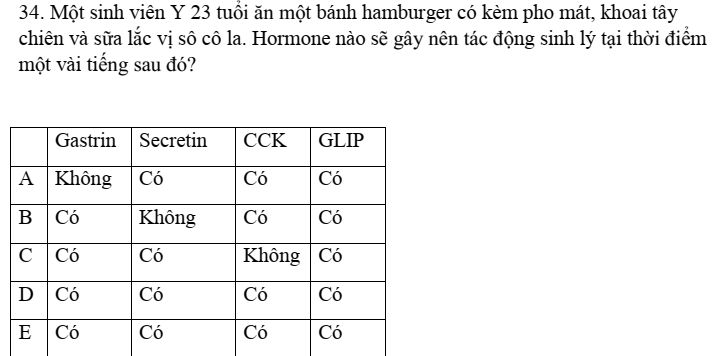 34. Một sinh viên Y 23 tuổi ăn một bánh hamburger có kèm pho mát, khoai tây
chiên và sữa lắc vị sô cô la. Hormone nào sẽ gây nên tác động sinh lý tại thời điểm
một vài tiếng sau đó?
Gastrin Secretin CCK GLIP
A Không Có Có Có
B Có Không Có Có
C Có Có Không Có
D Có Có Có Có
E Có Có Có Có